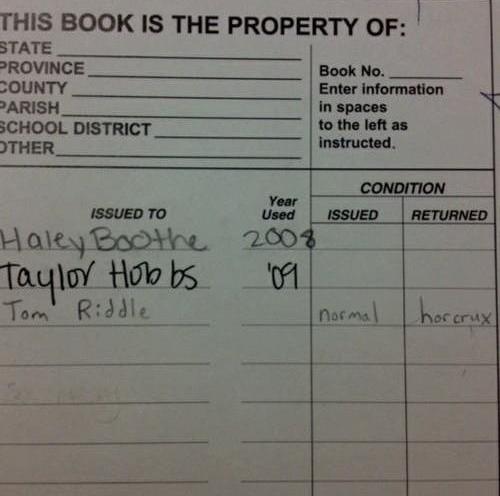 THIS BOOK IS THE PROPERTY OF:
STATE
PROVINCE
COUNTY
PARISH
SCHOOL DISTRICT
OTHER
Book No.
Enter information
in spaces
to the left as
instructed.
CONDITION
ISSUED TO
Year
Used
ISSUED
RETURNED
Haley Boothe 2008
Taylor Hobbs '09
Tom Riddle normal horcrux